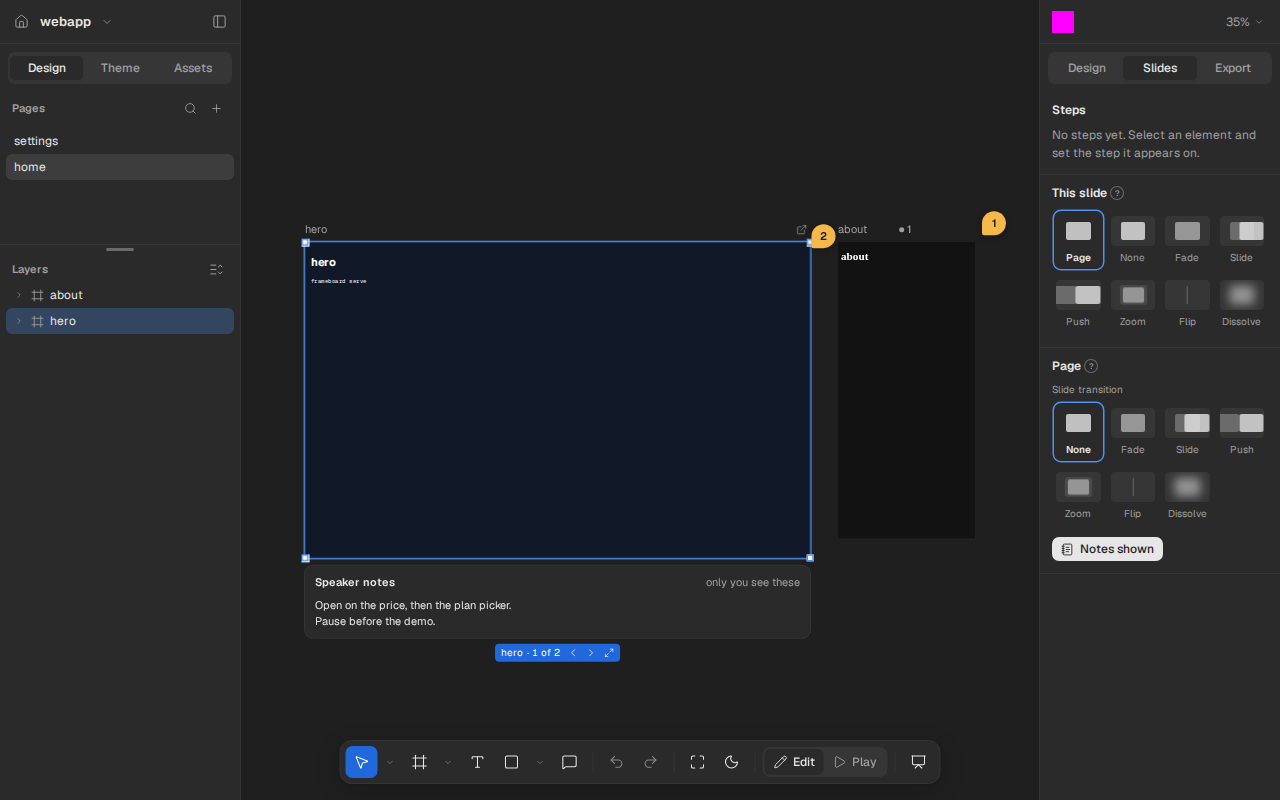 webapp
Design
Theme
Assets
Pages
settings
home
Layers
about
hero
hero
2
about
1
1
hero
frameboard serve
about
Speaker notes
only you see these
Open on the price, then the plan picker.
Pause before the demo.
hero - 1 of 2
Edit
Play
35%
Design
Slides
Export
Steps
No steps yet. Select an element and
set the step it appears on.
This slide ?
Page
None
Fade
Slide
Push
Zoom
Flip
Dissolve
Page ?
Slide transition
None
Fade
Slide
Push
Zoom
Flip
Dissolve
Notes shown